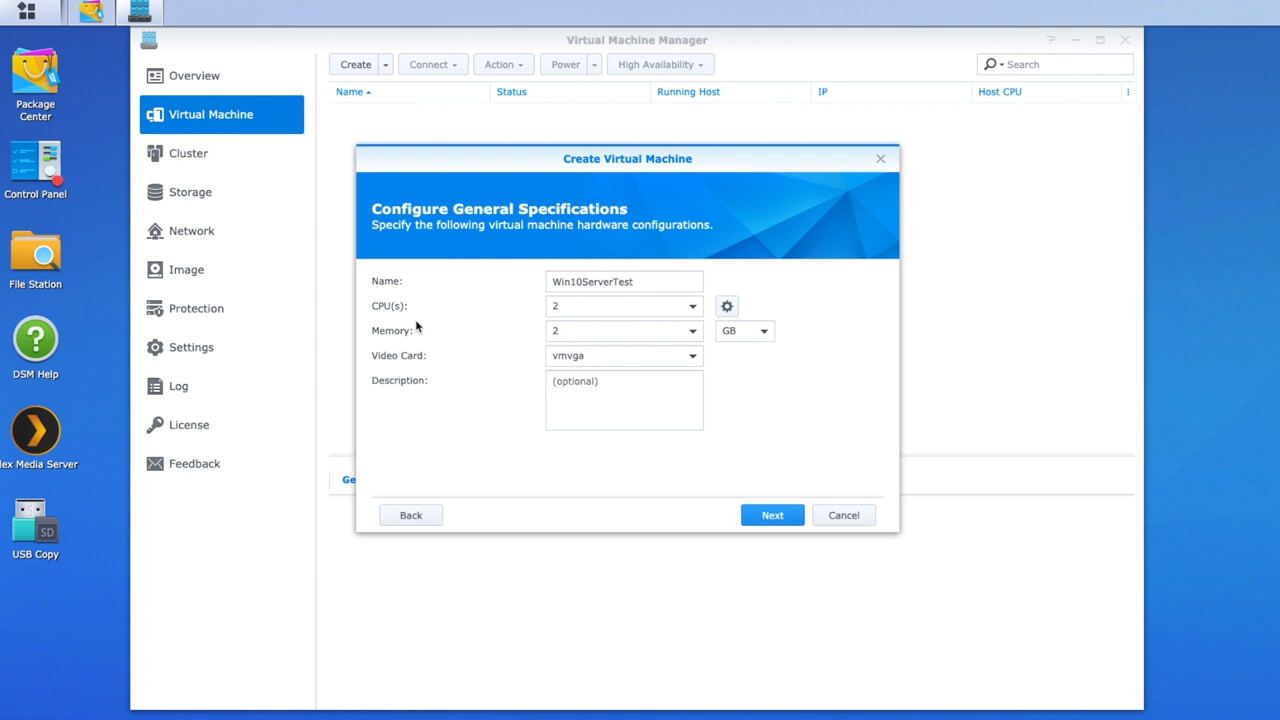 Package
Center
Control Panel
File Station
?
DSM Help
lex Media Server
SD
USB Copy
Virtual Machine Manager
?
Overview
Virtual Machine
Cluster
Storage
Network
Image
Protection
Settings
Log
License
Feedback
Create Connect Action Power High Availability Search
Name Status Running Host IP Host CPU
Create Virtual Machine
Configure General Specifications
Specify the following virtual machine hardware configurations.
Name: Win10ServerTest
CPU(s): 2
Memory: 2 GB
Video Card: vmvga
Description: (optional)
Ge
Back Next Cancel